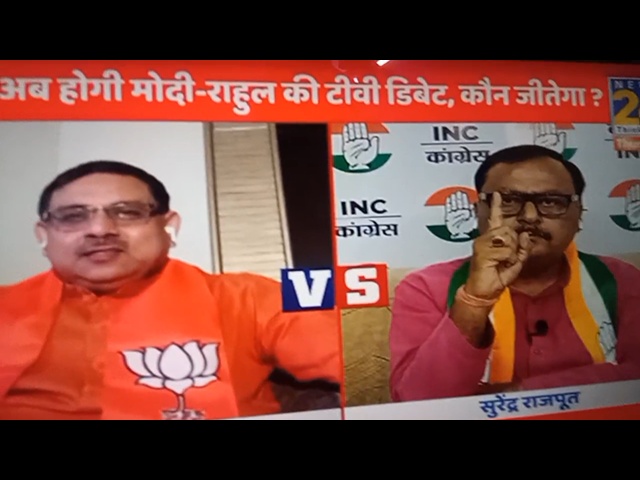 अब होगी मोदी-राहुल की टीवी डिबेट, कौन जीतेगा ?
INC
कांग्रेस
INC
कांग्रेस
VS
सुरेंद्र राजपूत